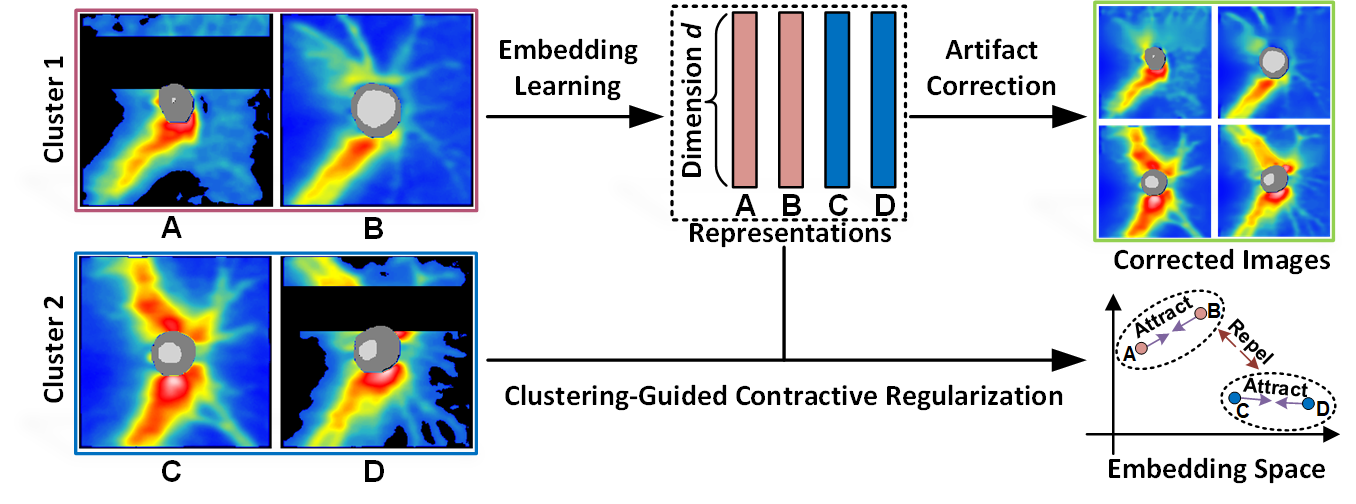 Cluster 1
A
B
Embedding
Learning
Dimension d
A B C D
Representations
Artifact
Correction
Corrected Images
Cluster 2
C
D
Clustering-Guided Contractive Regularization
Attract
A
B
Repel
Attract
C
D
Embedding Space